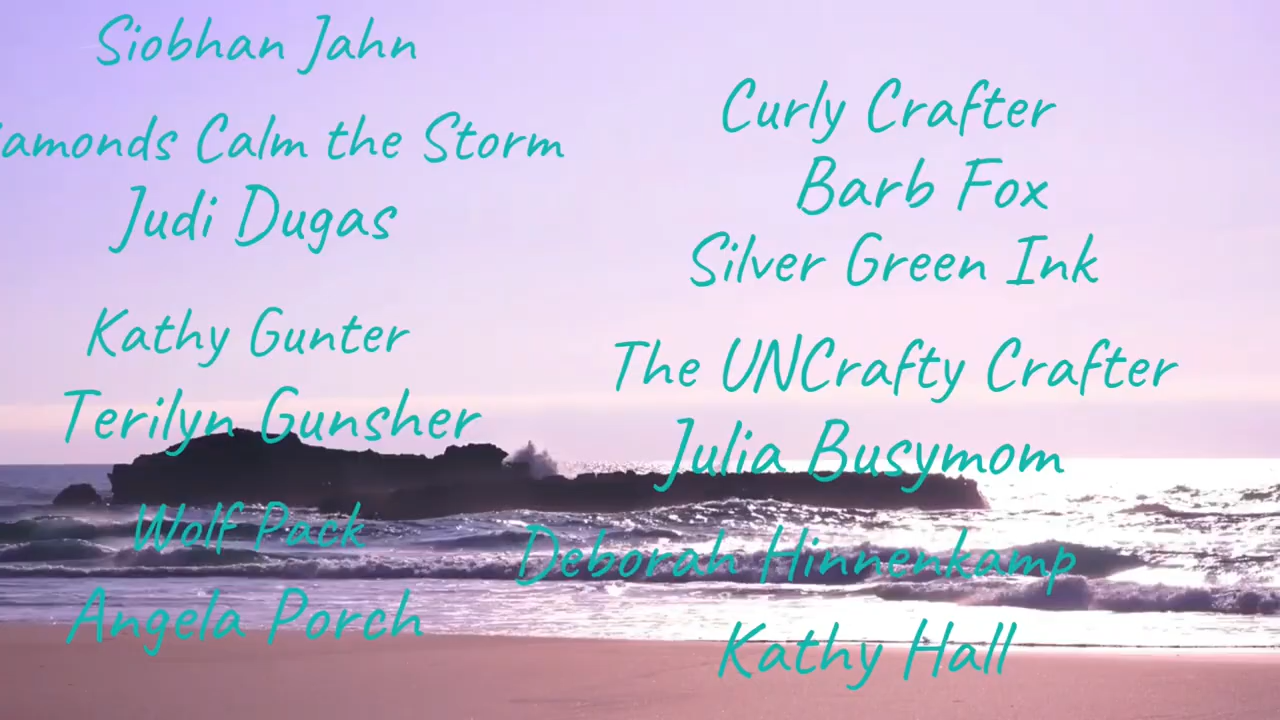 Siobhan Jahn
amonds Calm the Storm
Judi Dugas
Kathy Gunter
Terilyn Gunsher
Wolf Pack
Angela Porch
Curly Crafter
Barb Fox
Silver Green Ink
The UNCrafty Crafter
Julia Busymom
Deborah Hinnenkamp
Kathy Hall